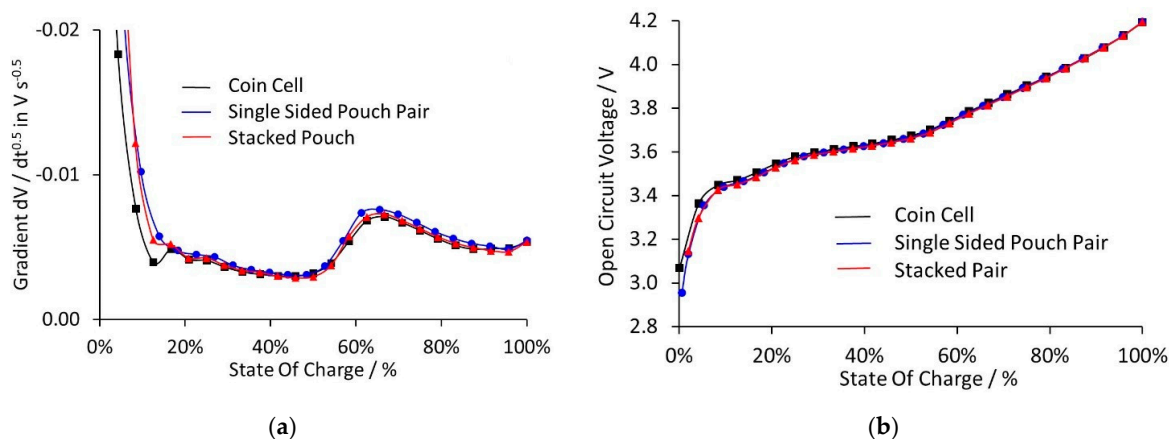 -0.02
-0.01
0.00
Gradient dV / dt0.5 in V s-0.5
Coin Cell
Single Sided Pouch Pair
Stacked Pouch
0% 20% 40% 60% 80% 100%
State Of Charge / %
(a)
4.2
4.0
3.8
3.6
3.4
3.2
3.0
2.8
Open Circuit Voltage / V
Coin Cell
Single Sided Pouch Pair
Stacked Pair
0% 20% 40% 60% 80% 100%
State Of Charge / %
(b)